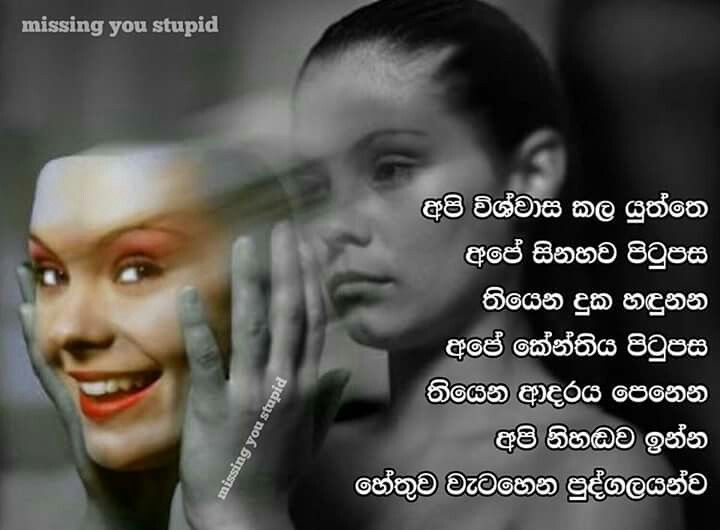 missing you stupid
අපි විශ්වාස කල යුත්තෙ
අපේ සිනහව පිටුපස
තියෙන දුක හඳුනන
අපේ කේන්තිය පිටුපස
තියෙන ආදරය පෙනෙන
අපි නිහඬව ඉන්න
හේතුව වැටහෙන පුද්ගලයන්ව
missing you stupid